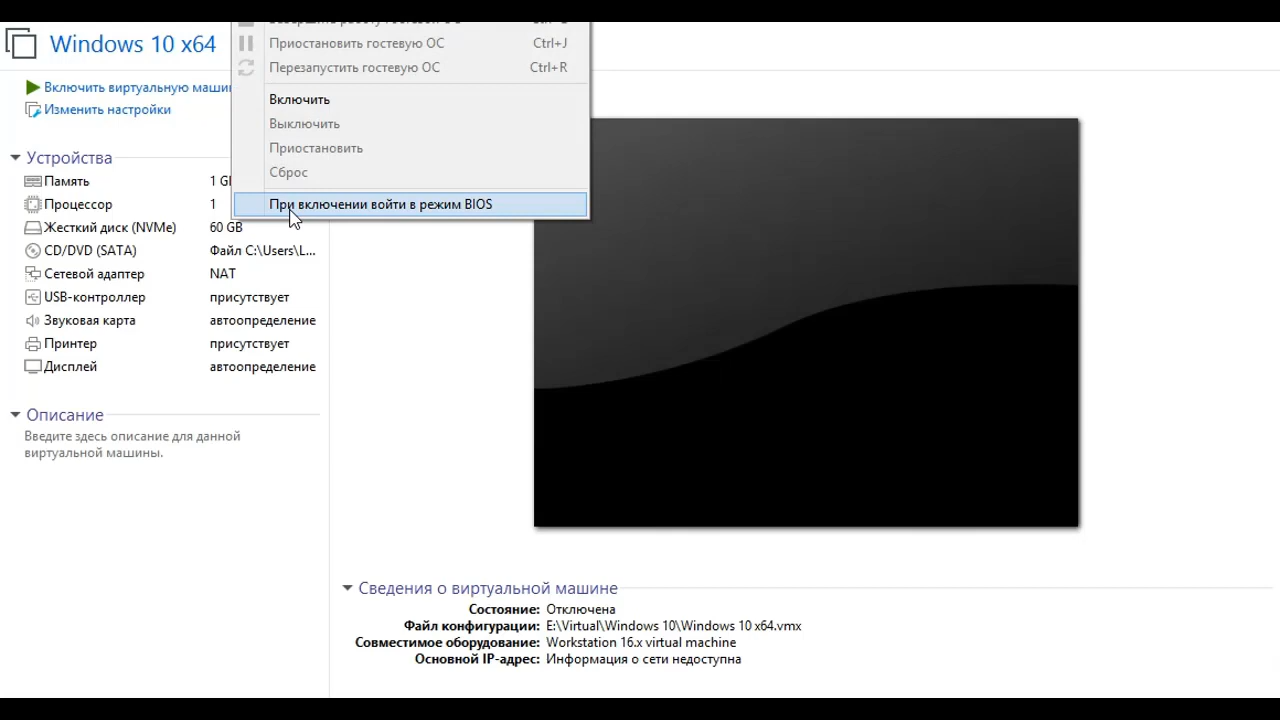 Windows 10 x64
Завершить работу гостевой ОС
Приостановить гостевую ОС Ctrl+J
Перезапустить гостевую ОС Ctrl+R
Включить виртуальную
Изменить настройки
Включить
Выключить
Приостановить
Сброс
При включении войти в режим BIOS
Устройства
Память 1
Процессор 1
Жесткий диск (NVMe) 60 GB
CD/DVD (SATA) Файл C:\Users\L...
Сетевой адаптер NAT
USB-контроллер присутствует
Звуковая карта автоопределение
Принтер присутствует
Дисплей автоопределение
Описание
Введите здесь описание для данной
виртуальной машины.
Сведения о виртуальной машине
Состояние: Отключена
Файл конфигурации: E:\Virtual\Windows 10\Windows 10 x64.vmx
Совместимое оборудование: Workstation 16.x virtual machine
Основной IP-адрес: Информация о сети недоступна